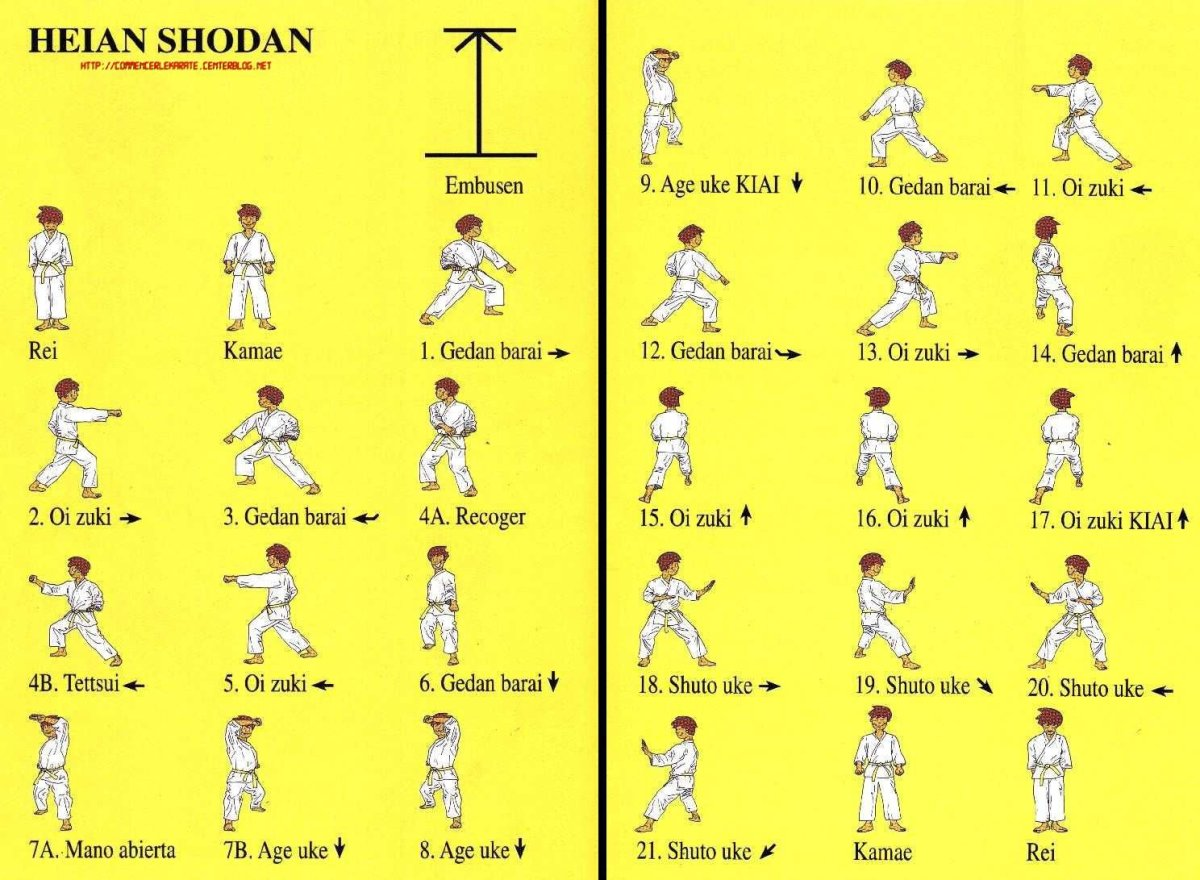 HEIAN SHODAN
HTTP://COMMENCERLEKARATE.CENTERBLOG.NET
Embusen
Rei
Kamae
1. Gedan barai →
2. Oi zuki →
3. Gedan barai ←
4A. Recoger
4B. Tettsui ←
5. Oi zuki ←
6. Gedan barai ↓
7A. Mano abierta
7B. Age uke ↓
8. Age uke ↓
9. Age uke KIAI ↓
10. Gedan barai ←
11. Oi zuki ←
12. Gedan barai →
13. Oi zuki →
14. Gedan barai ↑
15. Oi zuki ↑
16. Oi zuki ↑
17. Oi zuki KIAI ↑
18. Shuto uke →
19. Shuto uke ↘
20. Shuto uke ←
21. Shuto uke ↙
Kamae
Rei